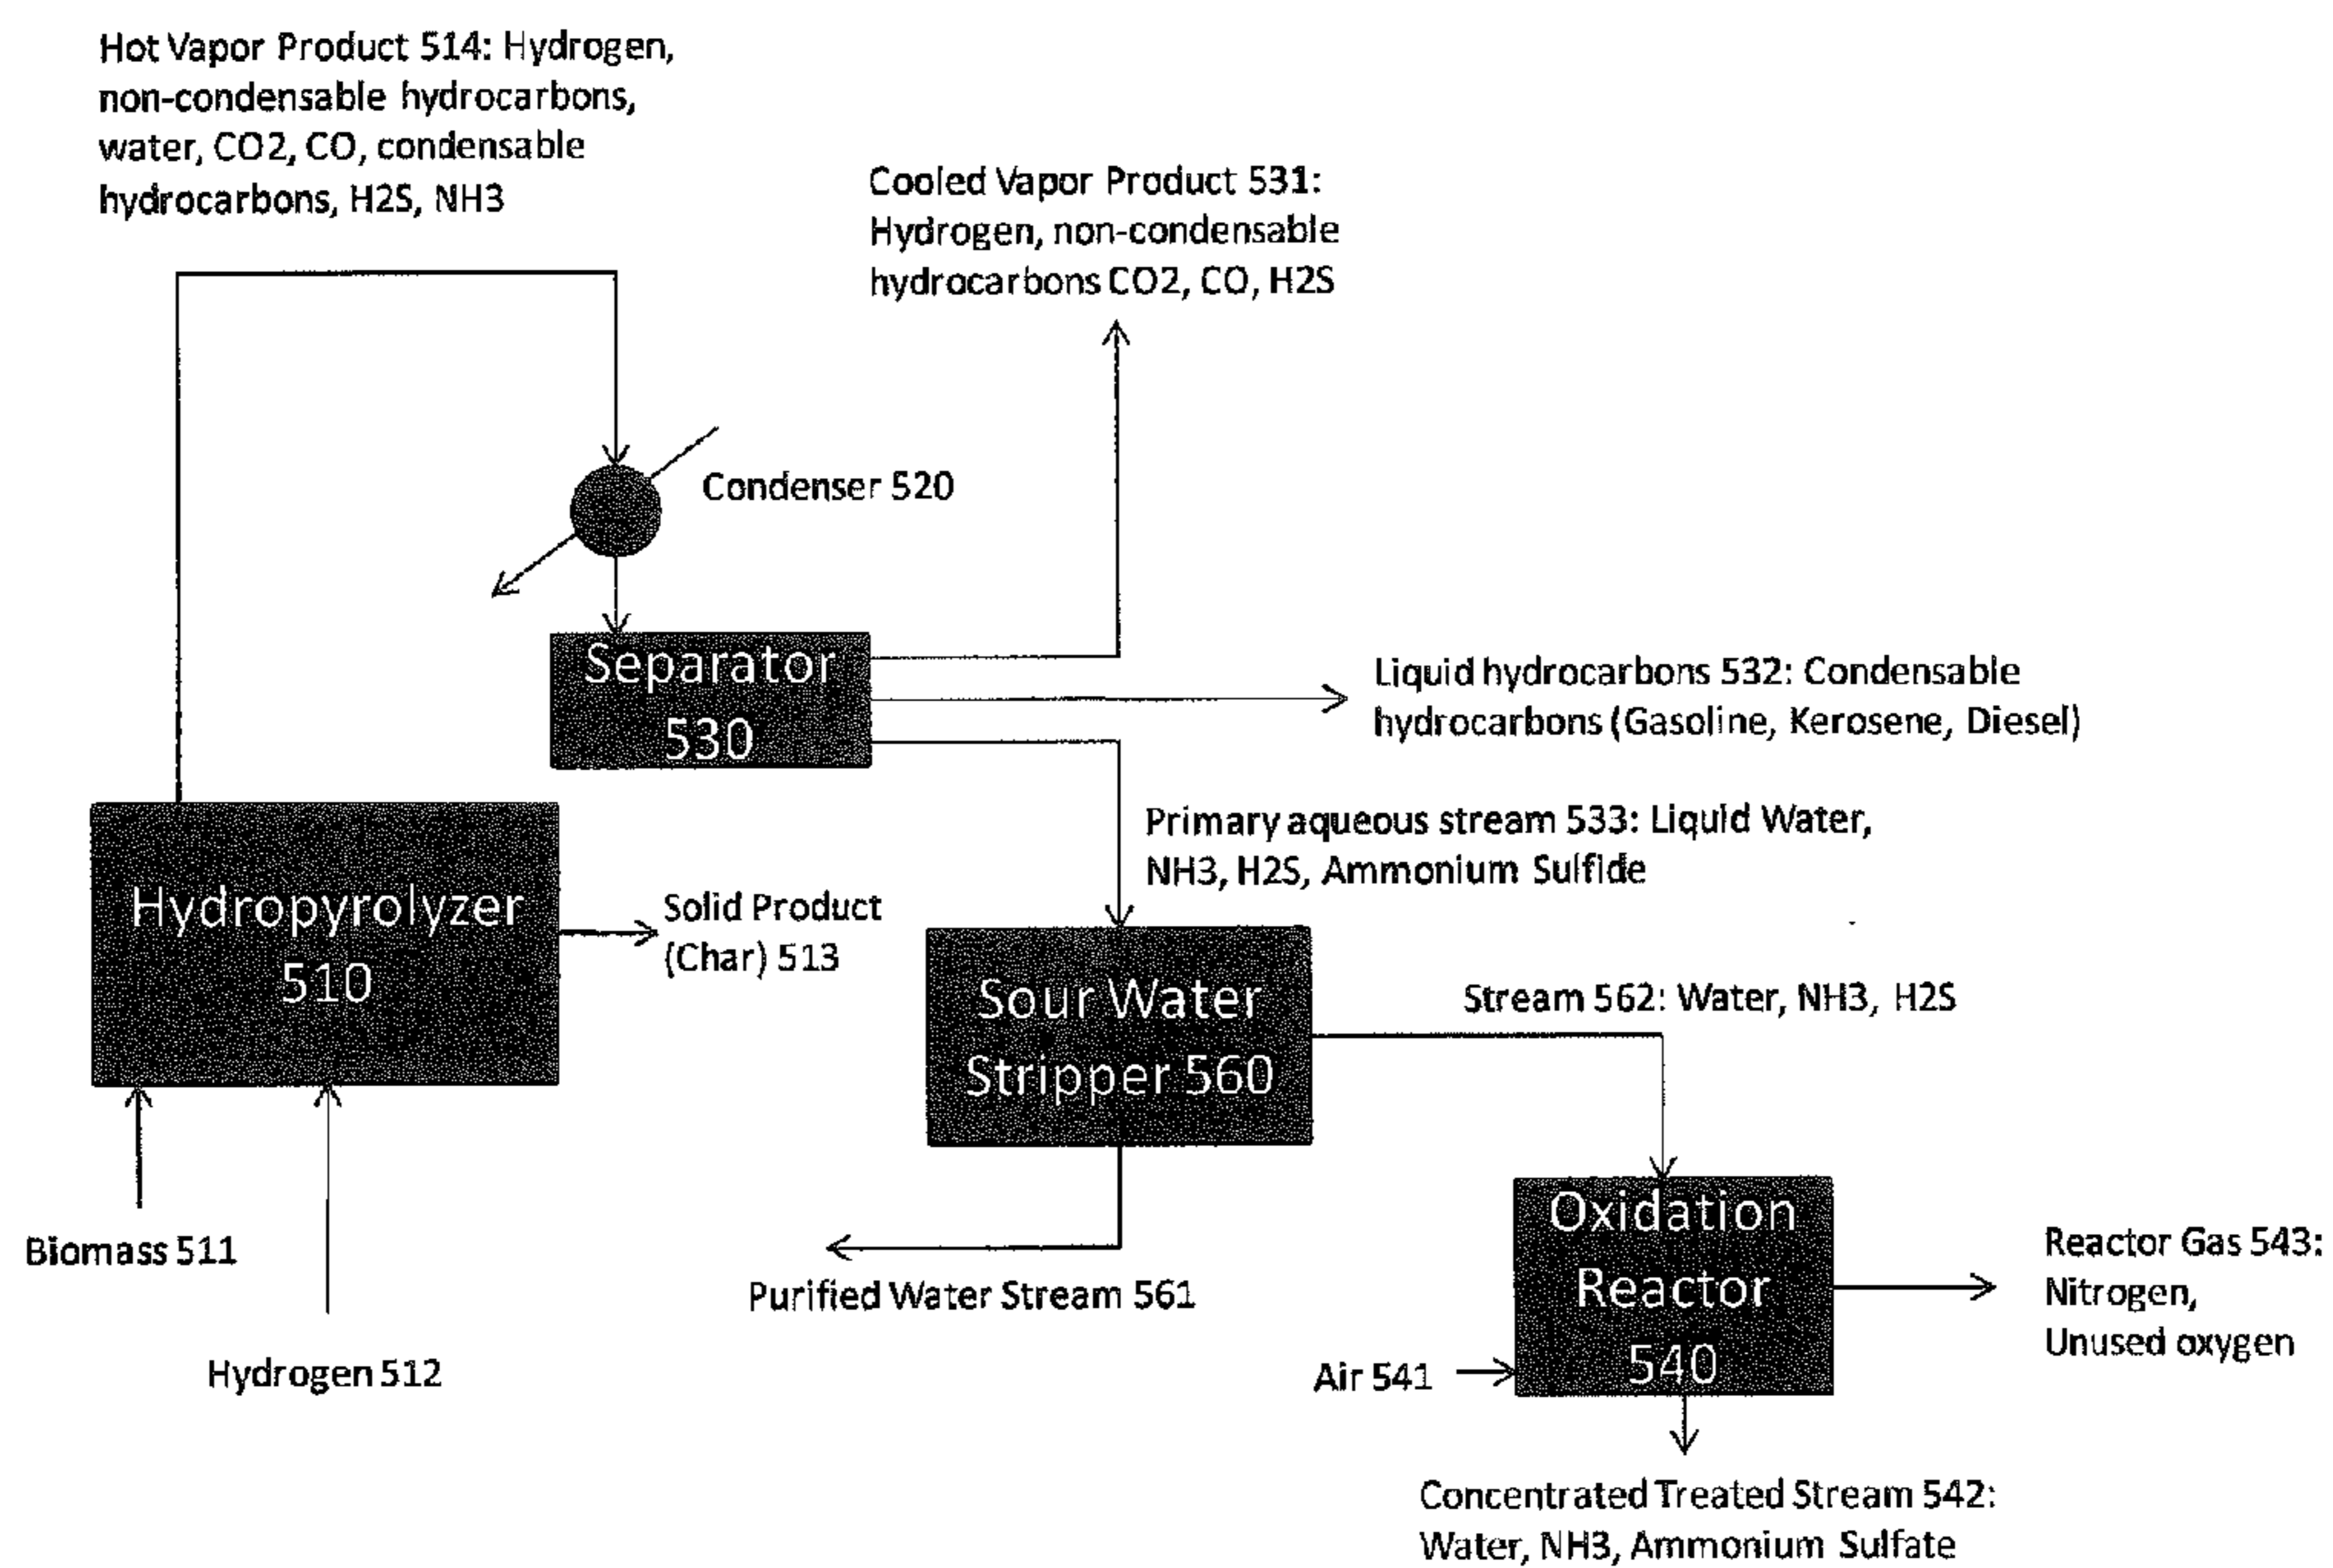 Hot Vapor Product 514: Hydrogen,
non-condensable hydrocarbons,
water, CO2, CO, condensable
hydrocarbons, H2S, NH3
Cooled Vapor Product 531:
Hydrogen, non-condensable
hydrocarbons CO2, CO, H2S
Condenser 520
Separator
530
Liquid hydrocarbons 532: Condensable
hydrocarbons (Gasoline, Kerosene, Diesel)
Primary aqueous stream 533: Liquid Water,
NH3, H2S, Ammonium Sulfide
Hydropyrolyzer
510
Solid Product
(Char) 513
Sour Water
Stripper 560
Stream 562: Water, NH3, H2S
Biomass 511
Hydrogen 512
Purified Water Stream 561
Oxidation
Reactor
540
Air 541
Reactor Gas 543:
Nitrogen,
Unused oxygen
Concentrated Treated Stream 542:
Water, NH3, Ammonium Sulfate